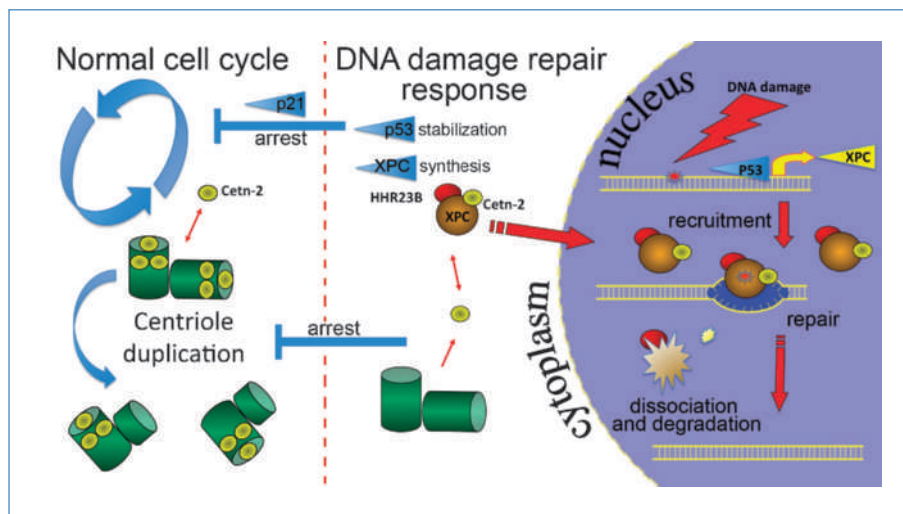 Normal cell cycle
p21
arrest
Cetn-2
Centriole
duplication
DNA damage repair
response
p53 stabilization
XPC synthesis
HHR23B
Cetn-2
XPC
arrest
nucleus
cytoplasm
DNA damage
P53
XPC
recruitment
repair
dissociation
and degradation